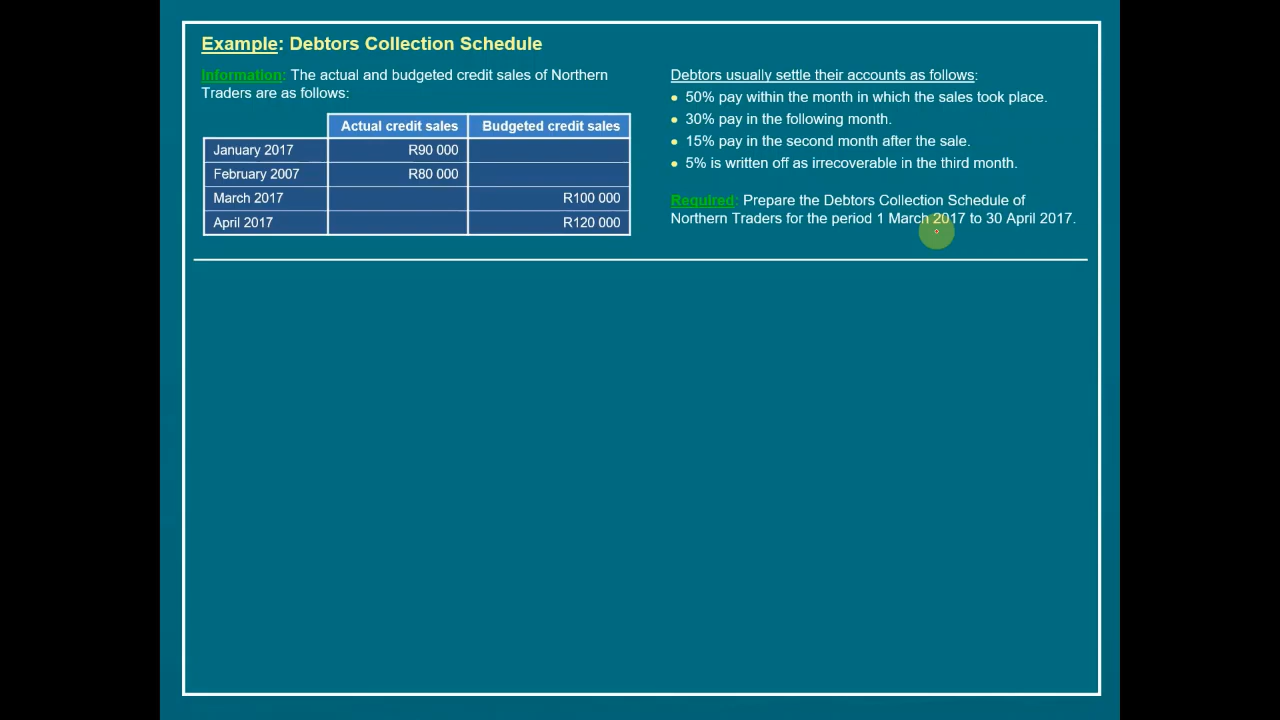 Example: Debtors Collection Schedule
Information: The actual and budgeted credit sales of Northern
Traders are as follows:
Actual credit sales Budgeted credit sales
January 2017 R90 000
February 2007 R80 000
March 2017 R100 000
April 2017 R120 000
Debtors usually settle their accounts as follows:
• 50% pay within the month in which the sales took place.
• 30% pay in the following month.
• 15% pay in the second month after the sale.
• 5% is written off as irrecoverable in the third month.
Required: Prepare the Debtors Collection Schedule of
Northern Traders for the period 1 March 2017 to 30 April 2017.